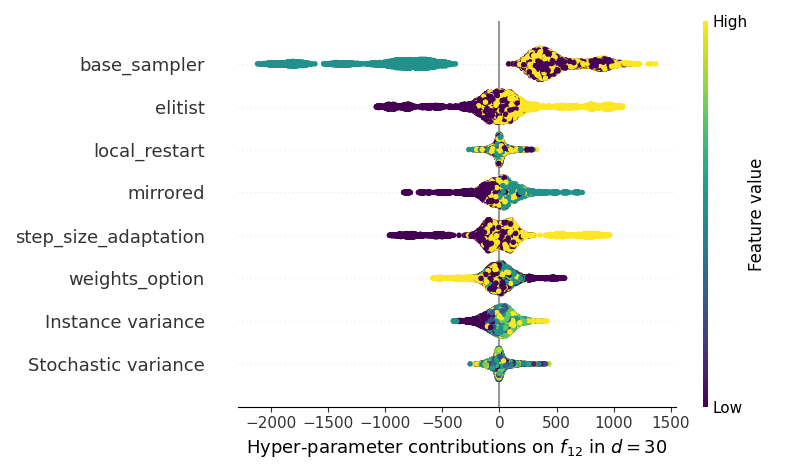 High
base_sampler
elitist
local_restart
mirrored
step_size_adaptation
weights_option
Instance variance
Stochastic variance
Feature value
Low
−2000 −1500 −1000 −500 0 500 1000 1500
Hyper-parameter contributions on f₁₂ in d = 30